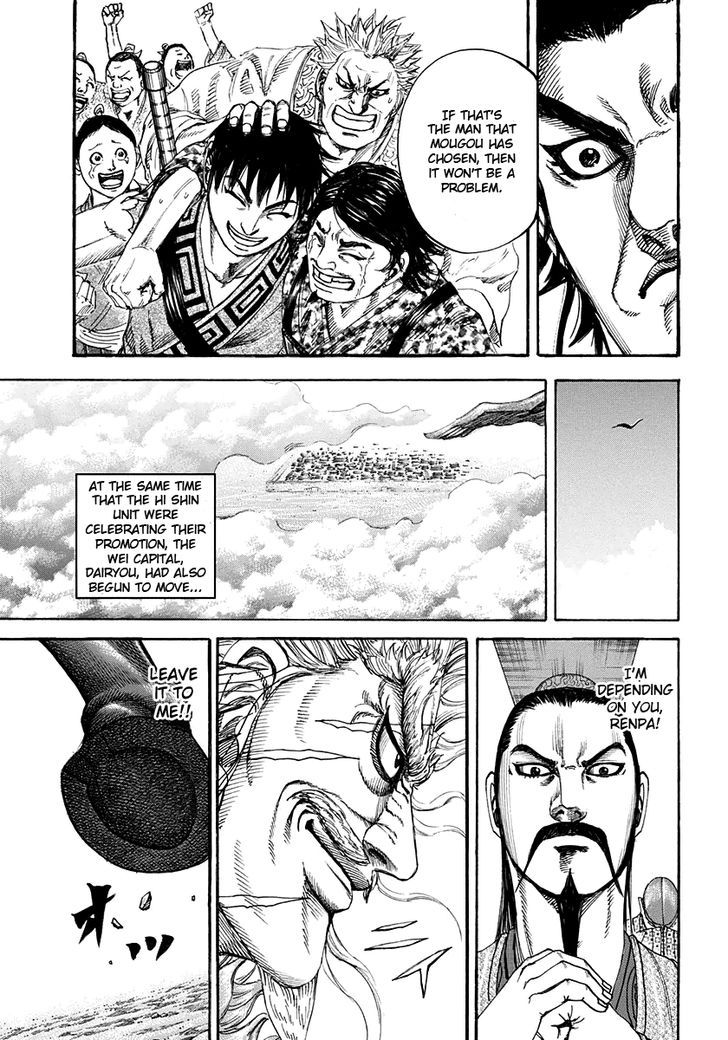 IF THAT'S
THE MAN THAT
MOUGOU HAS
CHOSEN, THEN
IT WON'T BE A
PROBLEM.
AT THE SAME TIME
THAT THE HI SHIN
UNIT WERE
CELEBRATING THEIR
PROMOTION, THE
WEI CAPITAL,
DAIRYOU, HAD ALSO
BEGUN TO MOVE...
I'M
DEPENDING
ON YOU,
RENPA!
LEAVE
IT TO
ME!!